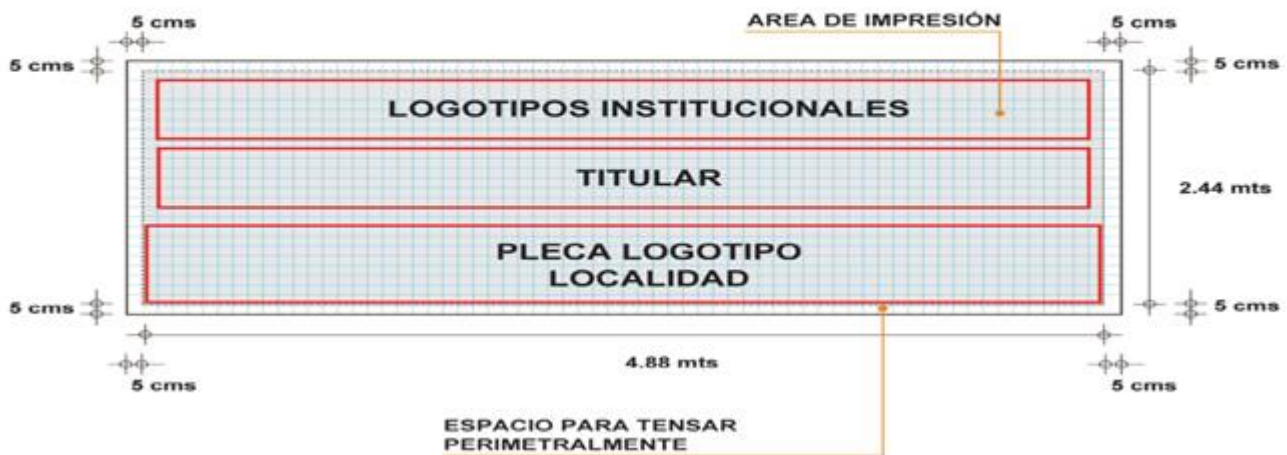 5 cms
AREA DE IMPRESIÓN
5 cms
5 cms
5 cms
LOGOTIPOS INSTITUCIONALES
TITULAR
2.44 mts
PLECA LOGOTIPO
LOCALIDAD
5 cms
5 cms
4.88 mts
5 cms
5 cms
ESPACIO PARA TENSAR
PERIMETRALMENTE